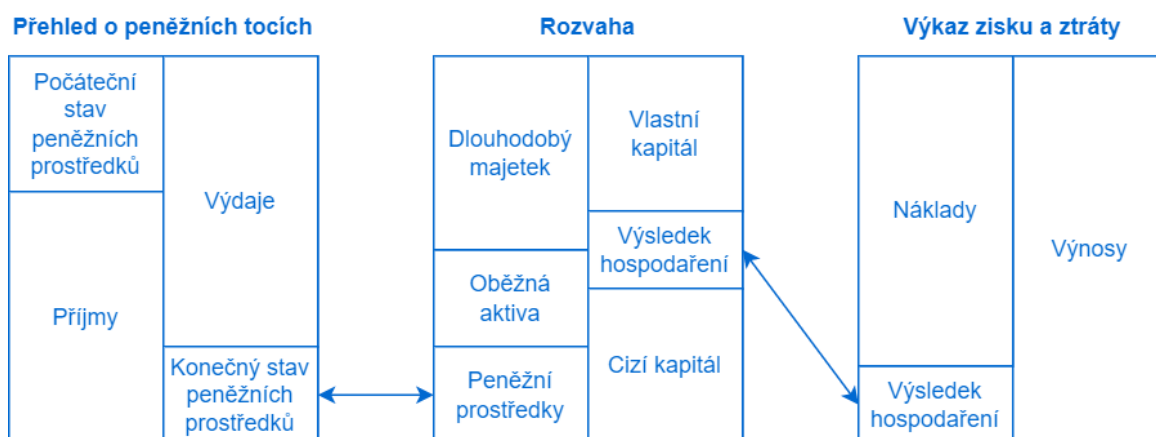 Přehled o peněžních tocích
Počáteční
stav
peněžních
prostředků
Příjmy
Výdaje
Konečný stav
peněžních
prostředků
Rozvaha
Dlouhodobý
majetek
Oběžná
aktiva
Peněžní
prostředky
Vlastní
kapitál
Výsledek
hospodaření
Cizí kapitál
Výkaz zisku a ztráty
Náklady
Výsledek
hospodaření
Výnosy